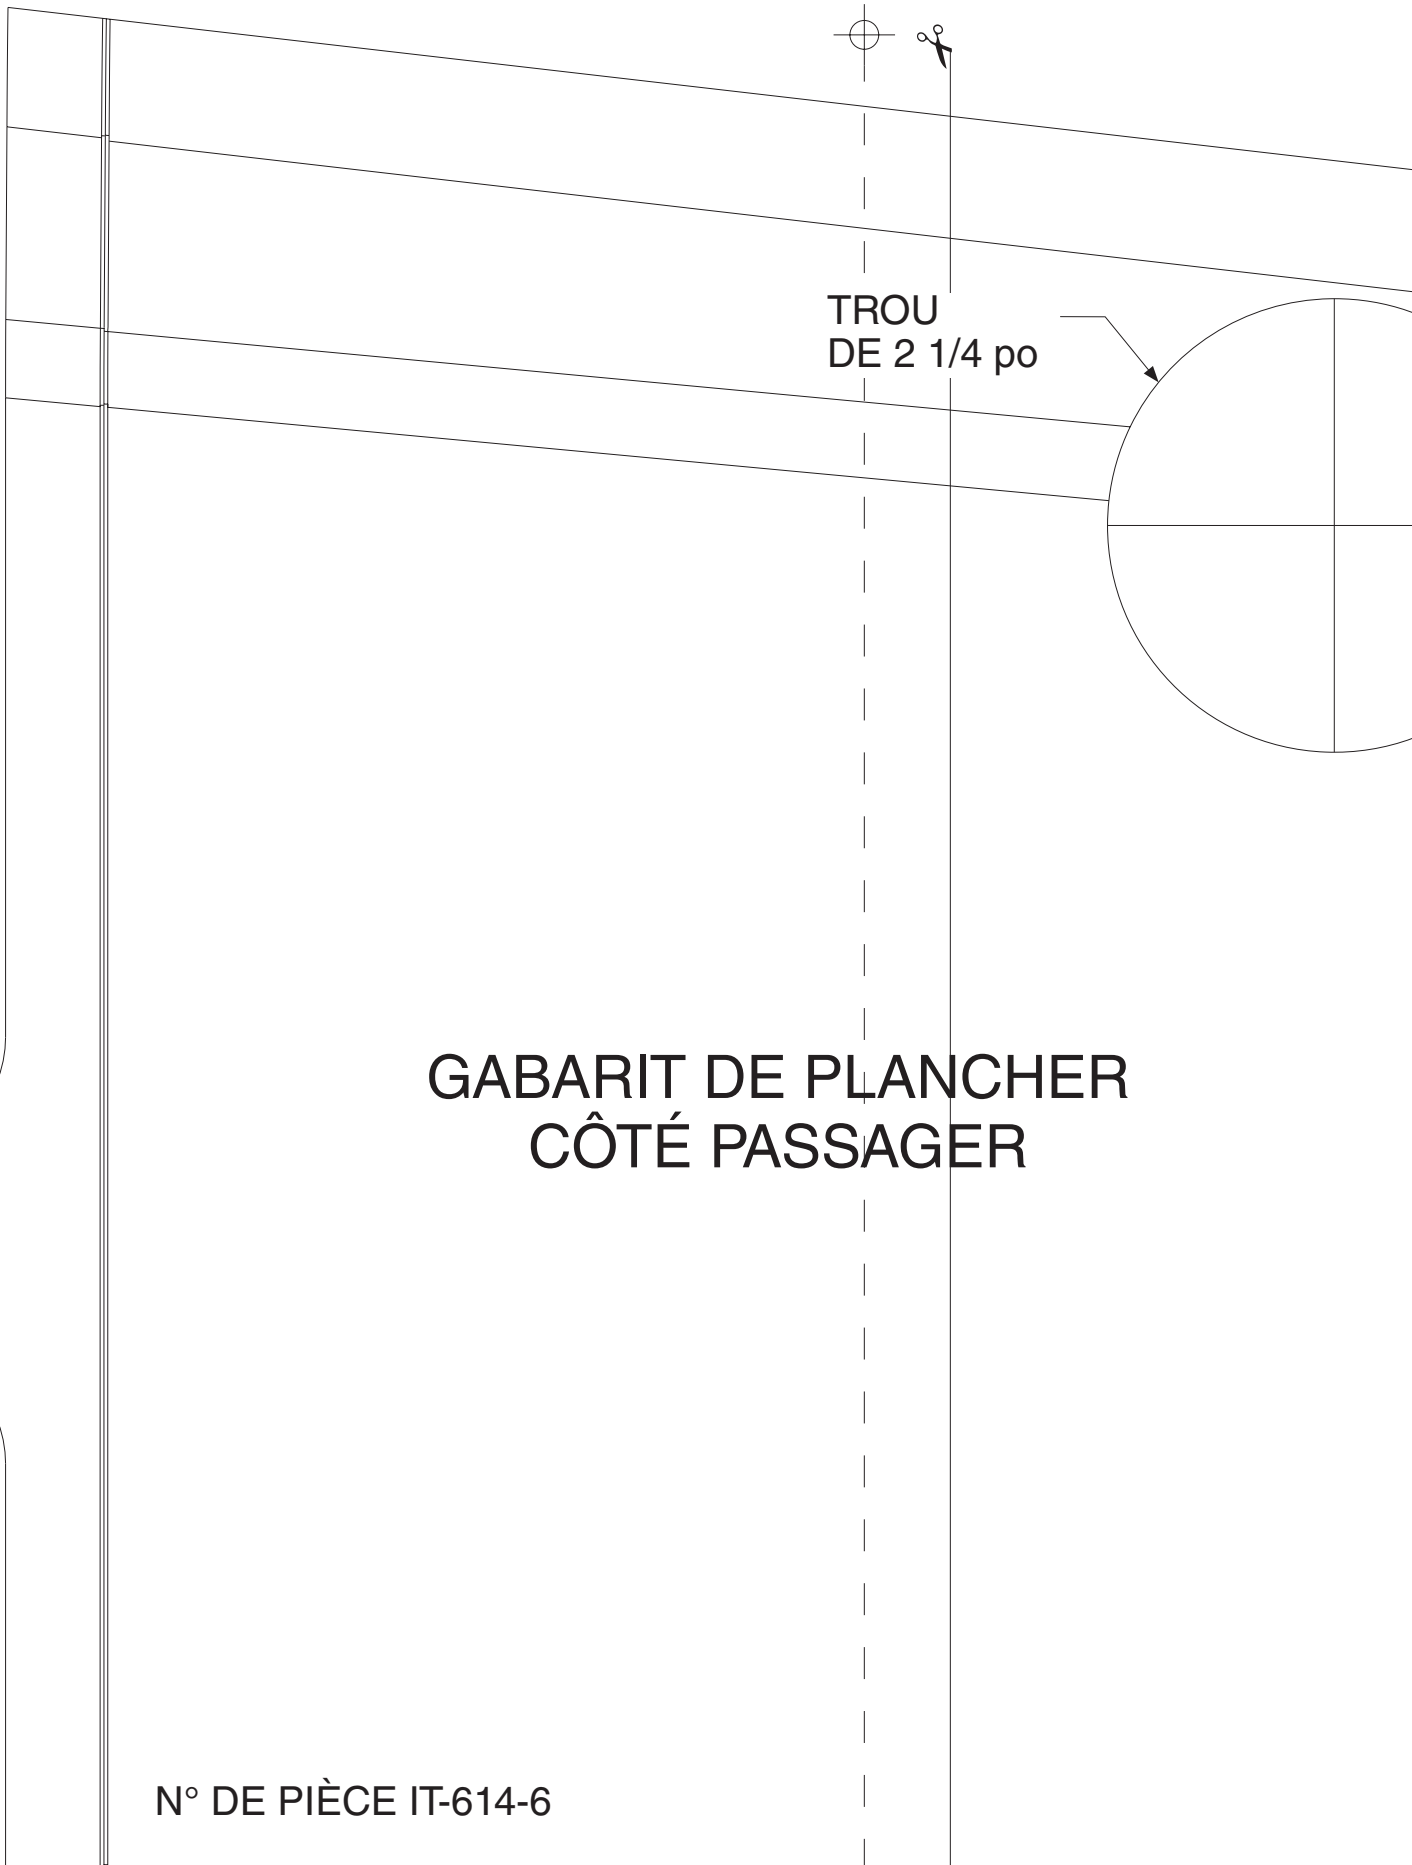 TROU
DE 2 1/4 po
GABARIT DE PLANCHER
CÔTÉ PASSAGER
N° DE PIÈCE IT-614-6